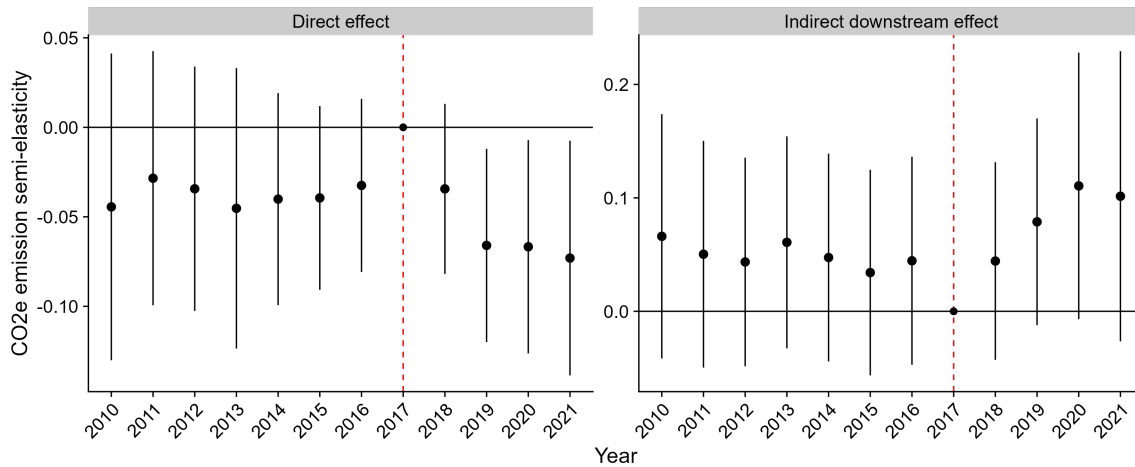 Direct effect
Indirect downstream effect
CO2e emission semi-elasticity
0.05
0.00
-0.05
-0.10
0.2
0.1
0.0
2010 2011 2012 2013 2014 2015 2016 2017 2018 2019 2020 2021
2010 2011 2012 2013 2014 2015 2016 2017 2018 2019 2020 2021
Year